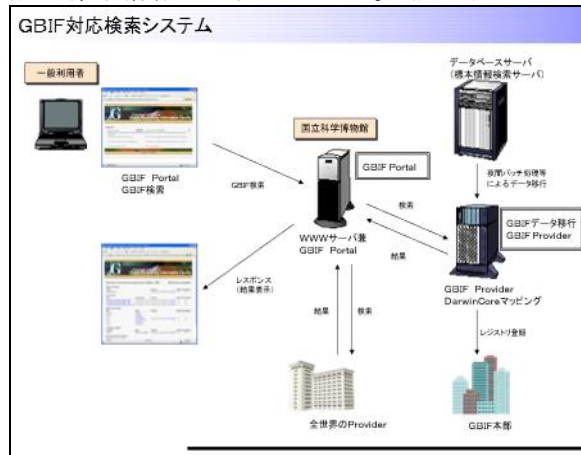 GBIF対応検索システム
一般利用者
GBIF Portal
GBIF検索
GBIF検索
国立科学博物館
GBIF Portal
WWWサーバ兼
GBIF Portal
データベースサーバ
(標本情報検索サーバ)
夜間バッチ処理等
によるデータ移行
検索
結果
GBIFデータ移行
GBIF Provider
GBIF Provider
DarwinCoreマッピング
レスポンス
(結果表示)
結果
検索
レジストリ登録
全世界のProvider
GBIF本部